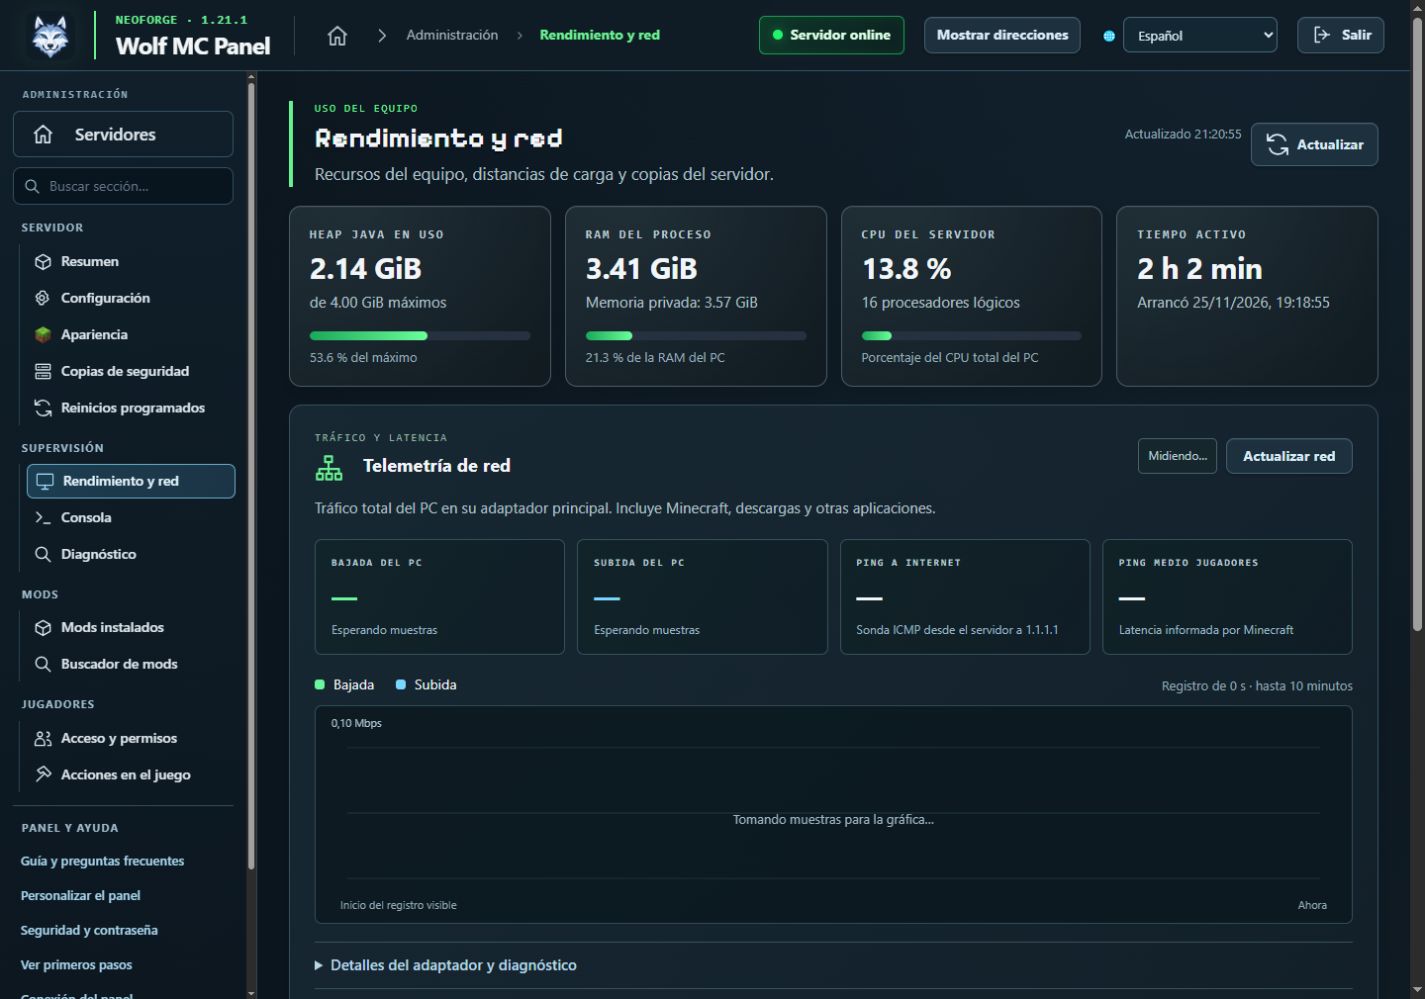 NEOFORGE · 1.21.1
Wolf MC Panel
Administración
Rendimiento y red
Servidor online
Mostrar direcciones
Español
Salir
ADMINISTRACIÓN
Servidores
Buscar sección...
SERVIDOR
Resumen
Configuración
Apariencia
Copias de seguridad
Reinicios programados
SUPERVISIÓN
Rendimiento y red
Consola
Diagnóstico
MODS
Mods instalados
Buscador de mods
JUGADORES
Acceso y permisos
Acciones en el juego
PANEL Y AYUDA
Guía y preguntas frecuentes
Personalizar el panel
Seguridad y contraseña
Ver primeros pasos
Conexión del panel
USO DEL EQUIPO
Rendimiento y red
Recursos del equipo, distancias de carga y copias del servidor.
Actualizado 21:20:55
Actualizar
HEAP JAVA EN USO
2.14 GiB
de 4.00 GiB máximos
53.6 % del máximo
RAM DEL PROCESO
3.41 GiB
Memoria privada: 3.57 GiB
21.3 % de la RAM del PC
CPU DEL SERVIDOR
13.8 %
16 procesadores lógicos
Porcentaje del CPU total del PC
TIEMPO ACTIVO
2 h 2 min
Arrancó 25/11/2026, 19:18:55
TRÁFICO Y LATENCIA
Telemetría de red
Midiendo...
Actualizar red
Tráfico total del PC en su adaptador principal. Incluye Minecraft, descargas y otras aplicaciones.
BAJADA DEL PC
—
Esperando muestras
SUBIDA DEL PC
—
Esperando muestras
PING A INTERNET
—
Sonda ICMP desde el servidor a 1.1.1.1
PING MEDIO JUGADORES
—
Latencia informada por Minecraft
Bajada
Subida
Registro de 0 s · hasta 10 minutos
0,10 Mbps
Tomando muestras para la gráfica...
Inicio del registro visible
Ahora
Detalles del adaptador y diagnóstico